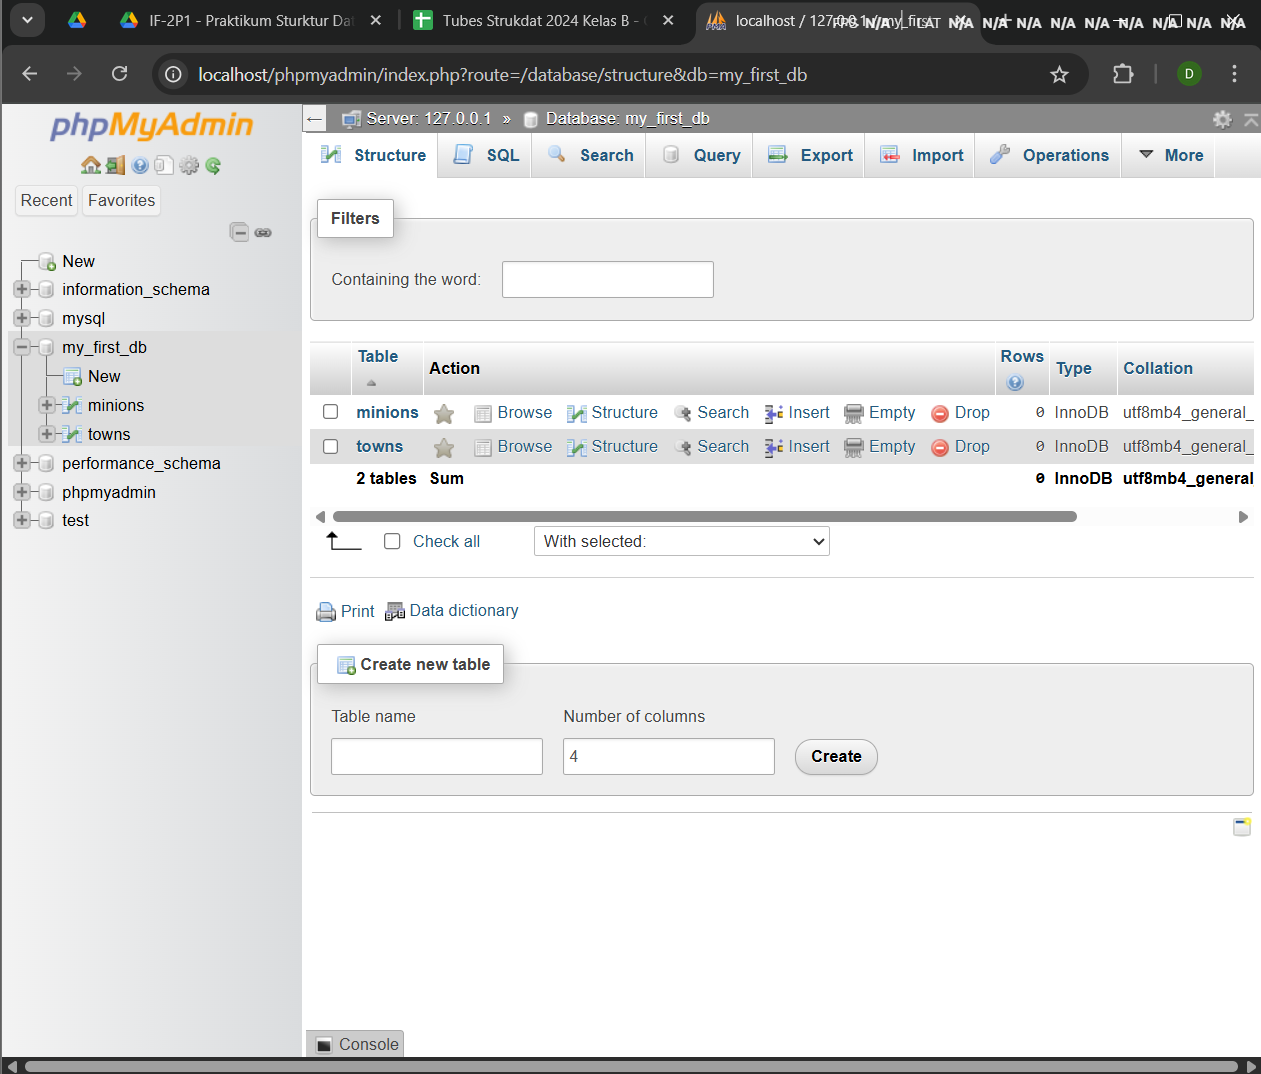 IF-2P1 - Praktikum Sturktur Dat
Tubes Strukdat 2024 Kelas B -
localhost / 127.0.0.1 / my_first
FPS N/A LAT N/A N/A N/A N/A N/A N/A N/A N/A N/A
localhost/phpmyadmin/index.php?route=/database/structure&db=my_first_db
D
phpMyAdmin
Recent Favorites
New
information_schema
mysql
my_first_db
New
minions
towns
performance_schema
phpmyadmin
test
Server: 127.0.0.1 » Database: my_first_db
Structure SQL Search Query Export Import Operations More
Filters
Containing the word:
Table Action Rows Type Collation
minions Browse Structure Search Insert Empty Drop 0 InnoDB utf8mb4_general_
towns Browse Structure Search Insert Empty Drop 0 InnoDB utf8mb4_general_
2 tables Sum 0 InnoDB utf8mb4_general
Check all With selected:
Print Data dictionary
Create new table
Table name Number of columns
4 Create
Console